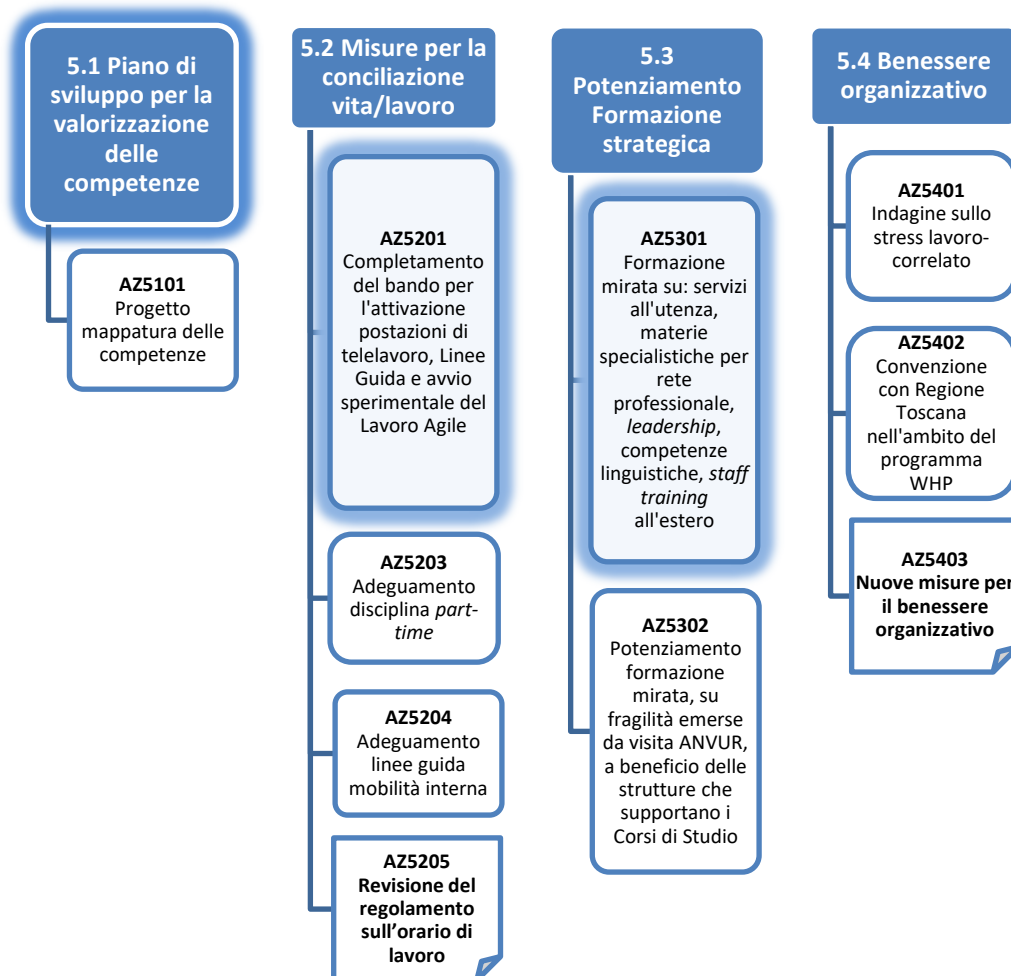 5.1 Piano di
sviluppo per la
valorizzazione
delle
competenze
AZ5101
Progetto
mappatura delle
competenze
5.2 Misure per la
conciliazione
vita/lavoro
AZ5201
Completamento
del bando per
l'attivazione
postazioni di
telelavoro, Linee
Guida e avvio
sperimentale del
Lavoro Agile
AZ5203
Adeguamento
disciplina part-
time
AZ5204
Adeguamento
linee guida
mobilità interna
AZ5205
Revisione del
regolamento
sull'orario di
lavoro
5.3
Potenziamento
Formazione
strategica
AZ5301
Formazione
mirata su: servizi
all'utenza,
materie
specialistiche per
rete
professionale,
leadership,
competenze
linguistiche, staff
training
all'estero
AZ5302
Potenziamento
formazione
mirata, su
fragilità emerse
da visita ANVUR,
a beneficio delle
strutture che
supportano i
Corsi di Studio
5.4 Benessere
organizzativo
AZ5401
Indagine sullo
stress lavoro-
correlato
AZ5402
Convenzione
con Regione
Toscana
nell'ambito del
programma
WHP
AZ5403
Nuove misure per
il benessere
organizzativo